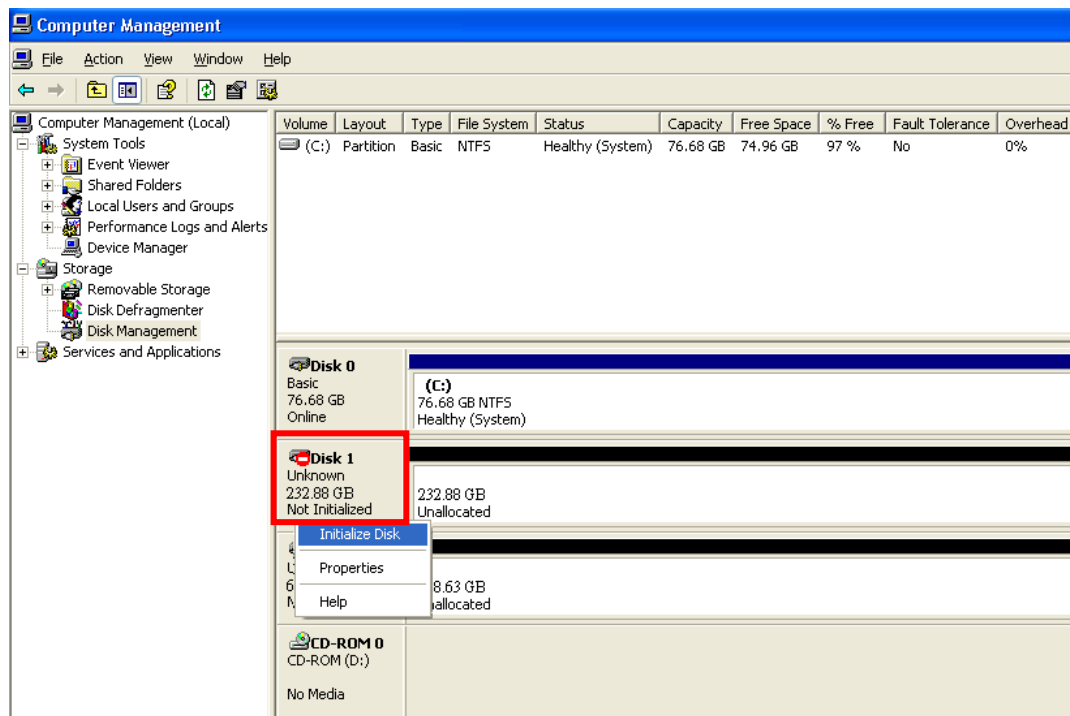 Computer Management
File Action View Window Help
Computer Management (Local)
System Tools
Event Viewer
Shared Folders
Local Users and Groups
Performance Logs and Alerts
Device Manager
Storage
Removable Storage
Disk Defragmenter
Disk Management
Services and Applications
Volume Layout Type File System Status Capacity Free Space % Free Fault Tolerance Overhead
(C:) Partition Basic NTFS Healthy (System) 76.68 GB 74.96 GB 97 % No 0%
Disk 0
Basic
76.68 GB
Online
(C:)
76.68 GB NTFS
Healthy (System)
Disk 1
Unknown
232.88 GB
Not Initialized
232.88 GB
Unallocated
Initialize Disk
Properties
Help
8.63 GB
CD-ROM 0
CD-ROM (D:)
No Media